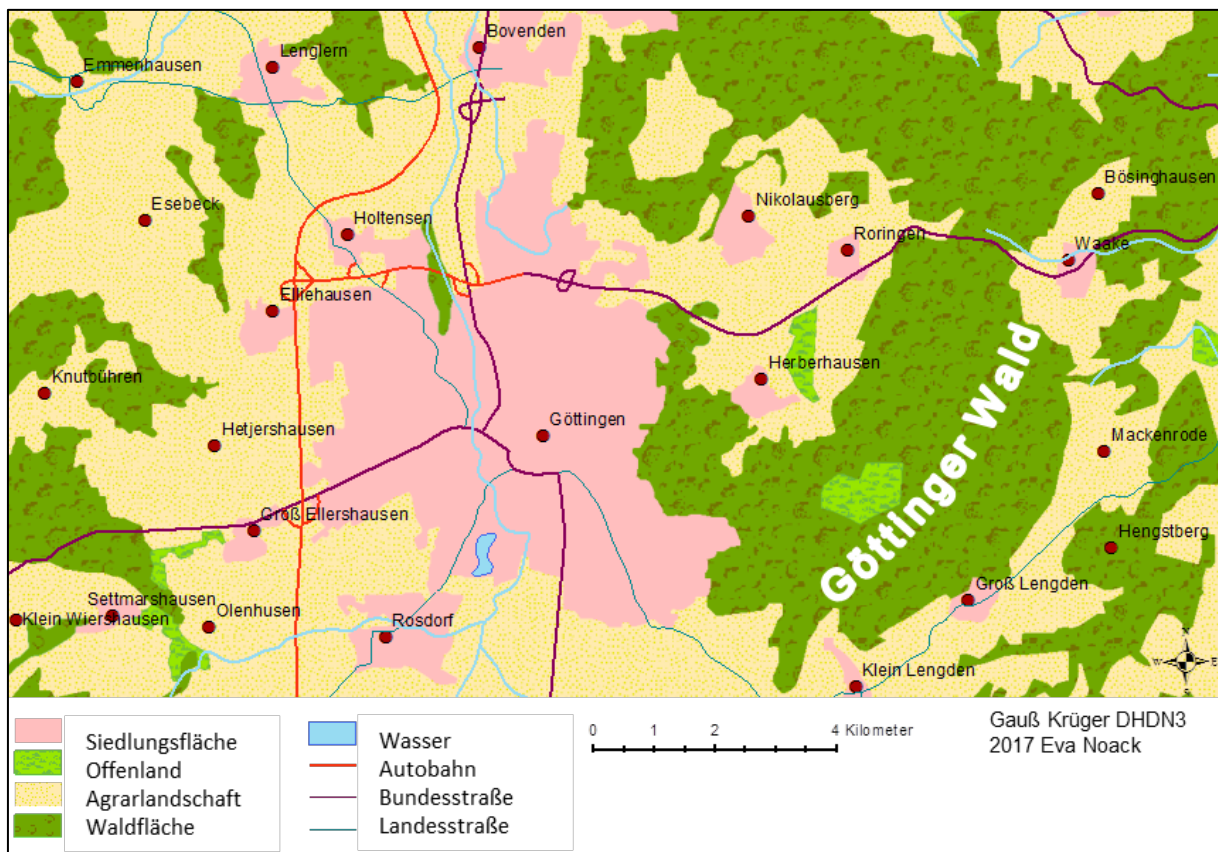 Bovenden
Lenglern
Emmenhausen
Bösinghausen
Esebeck
Nikolausberg
Holtensen
Roringen
Waake
Elliehausen
Göttinger Wald
Herberhausen
Knutbühren
Göttingen
Hetjershausen
Mackenrode
Groß Ellershausen
Hengstberg
Groß Lengden
Settmarshausen
Klein Wiershausen
Olenhusen
Rosdorf
Klein Lengden
N
W E
S
Siedlungsfläche
Offenland
Agrarlandschaft
Waldfläche
Wasser
Autobahn
Bundesstraße
Landesstraße
0 1 2 4 Kilometer
Gauß Krüger DHDN3
2017 Eva Noack